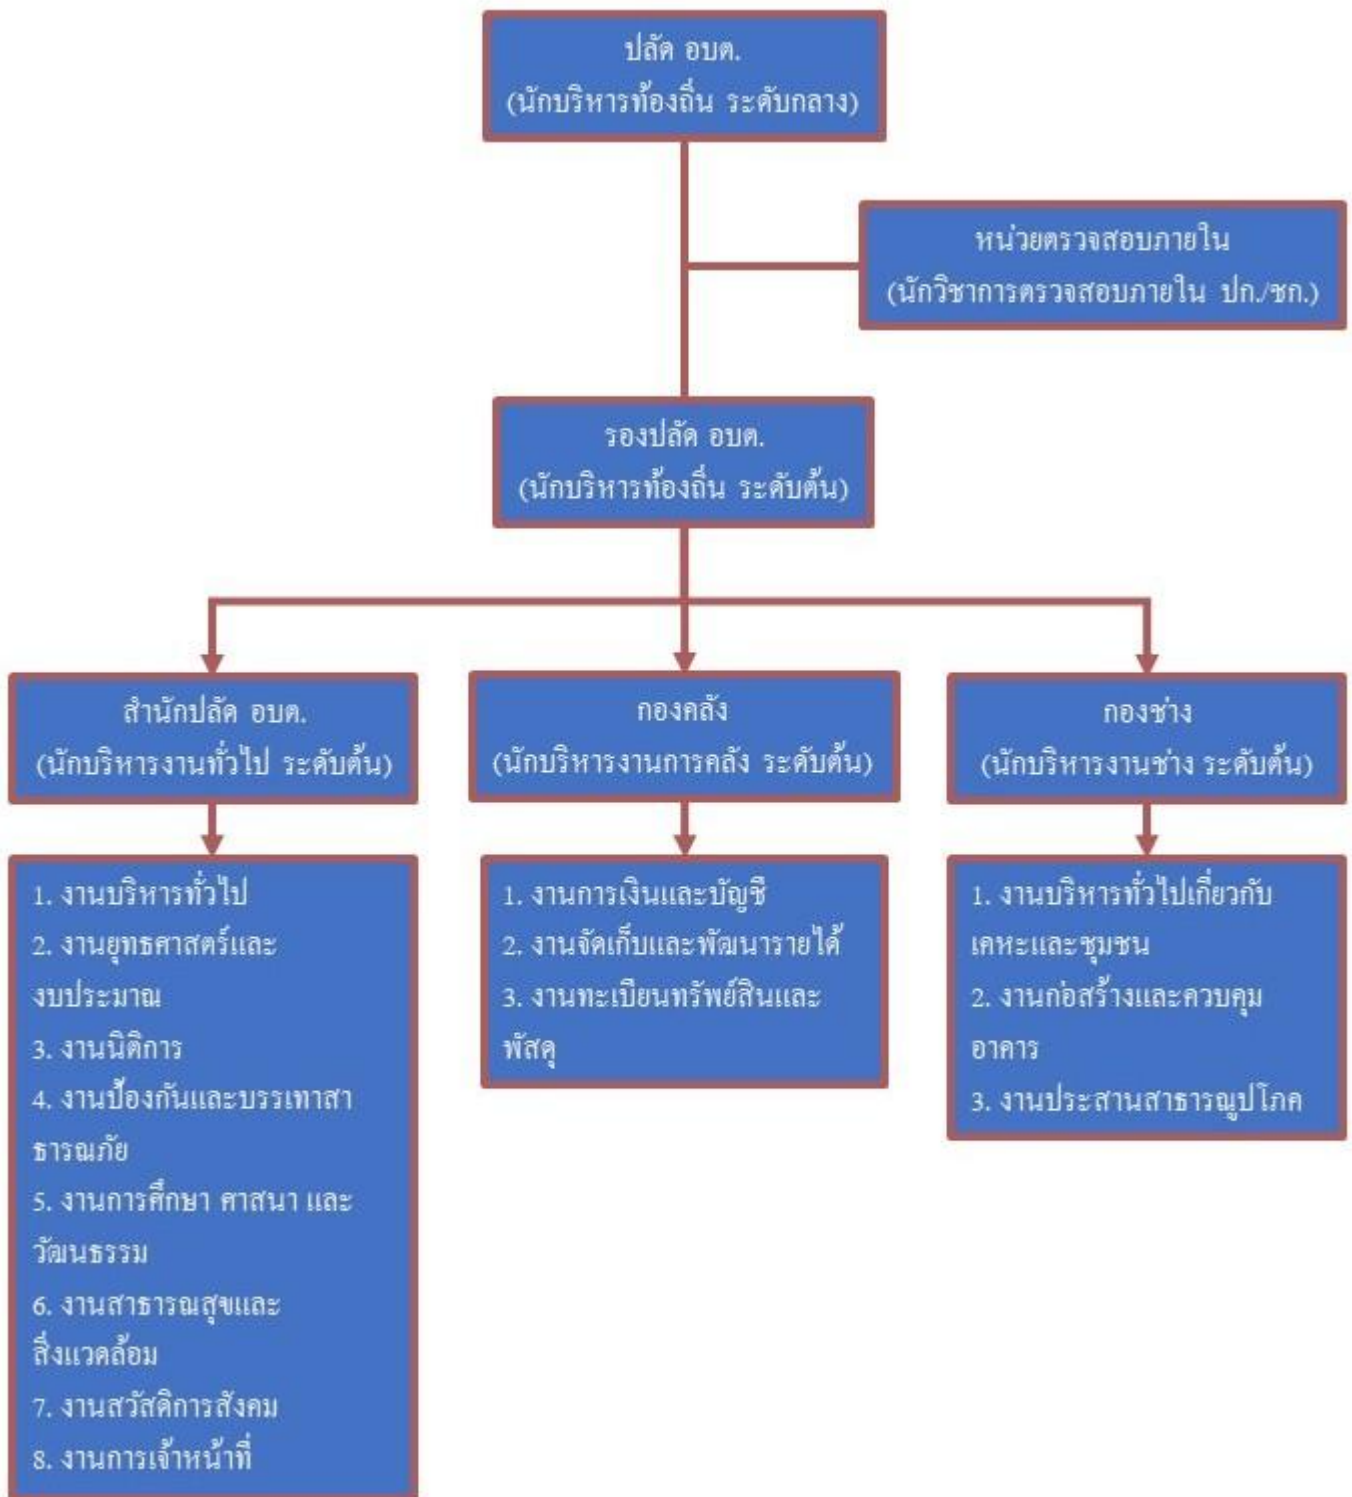 ปลัด อบต.
(นักบริหารท้องถิ่น ระดับกลาง)
หน่วยตรวจสอบภายใน
(นักวิชาการตรวจสอบภายใน ปก./ชก.)
รองปลัด อบต.
(นักบริหารท้องถิ่น ระดับต้น)
สำนักปลัด อบต.
(นักบริหารงานทั่วไป ระดับต้น)
กองคลัง
(นักบริหารงานการคลัง ระดับต้น)
กองช่าง
(นักบริหารงานช่าง ระดับต้น)
1. งานบริหารทั่วไป
2. งานยุทธศาสตร์และ
งบประมาณ
3. งานนิติการ
4. งานป้องกันและบรรเทาสา
ธารณภัย
5. งานการศึกษา ศาสนา และ
วัฒนธรรม
6. งานสาธารณสุขและ
สิ่งแวดล้อม
7. งานสวัสดิการสังคม
8. งานการเจ้าหน้าที่
1. งานการเงินและบัญชี
2. งานจัดเก็บและพัฒนารายได้
3. งานทะเบียนทรัพย์สินและ
พัสดุ
1. งานบริหารทั่วไปเกี่ยวกับ
เคหะและชุมชน
2. งานก่อสร้างและควบคุม
อาคาร
3. งานประสานสาธารณูปโภค